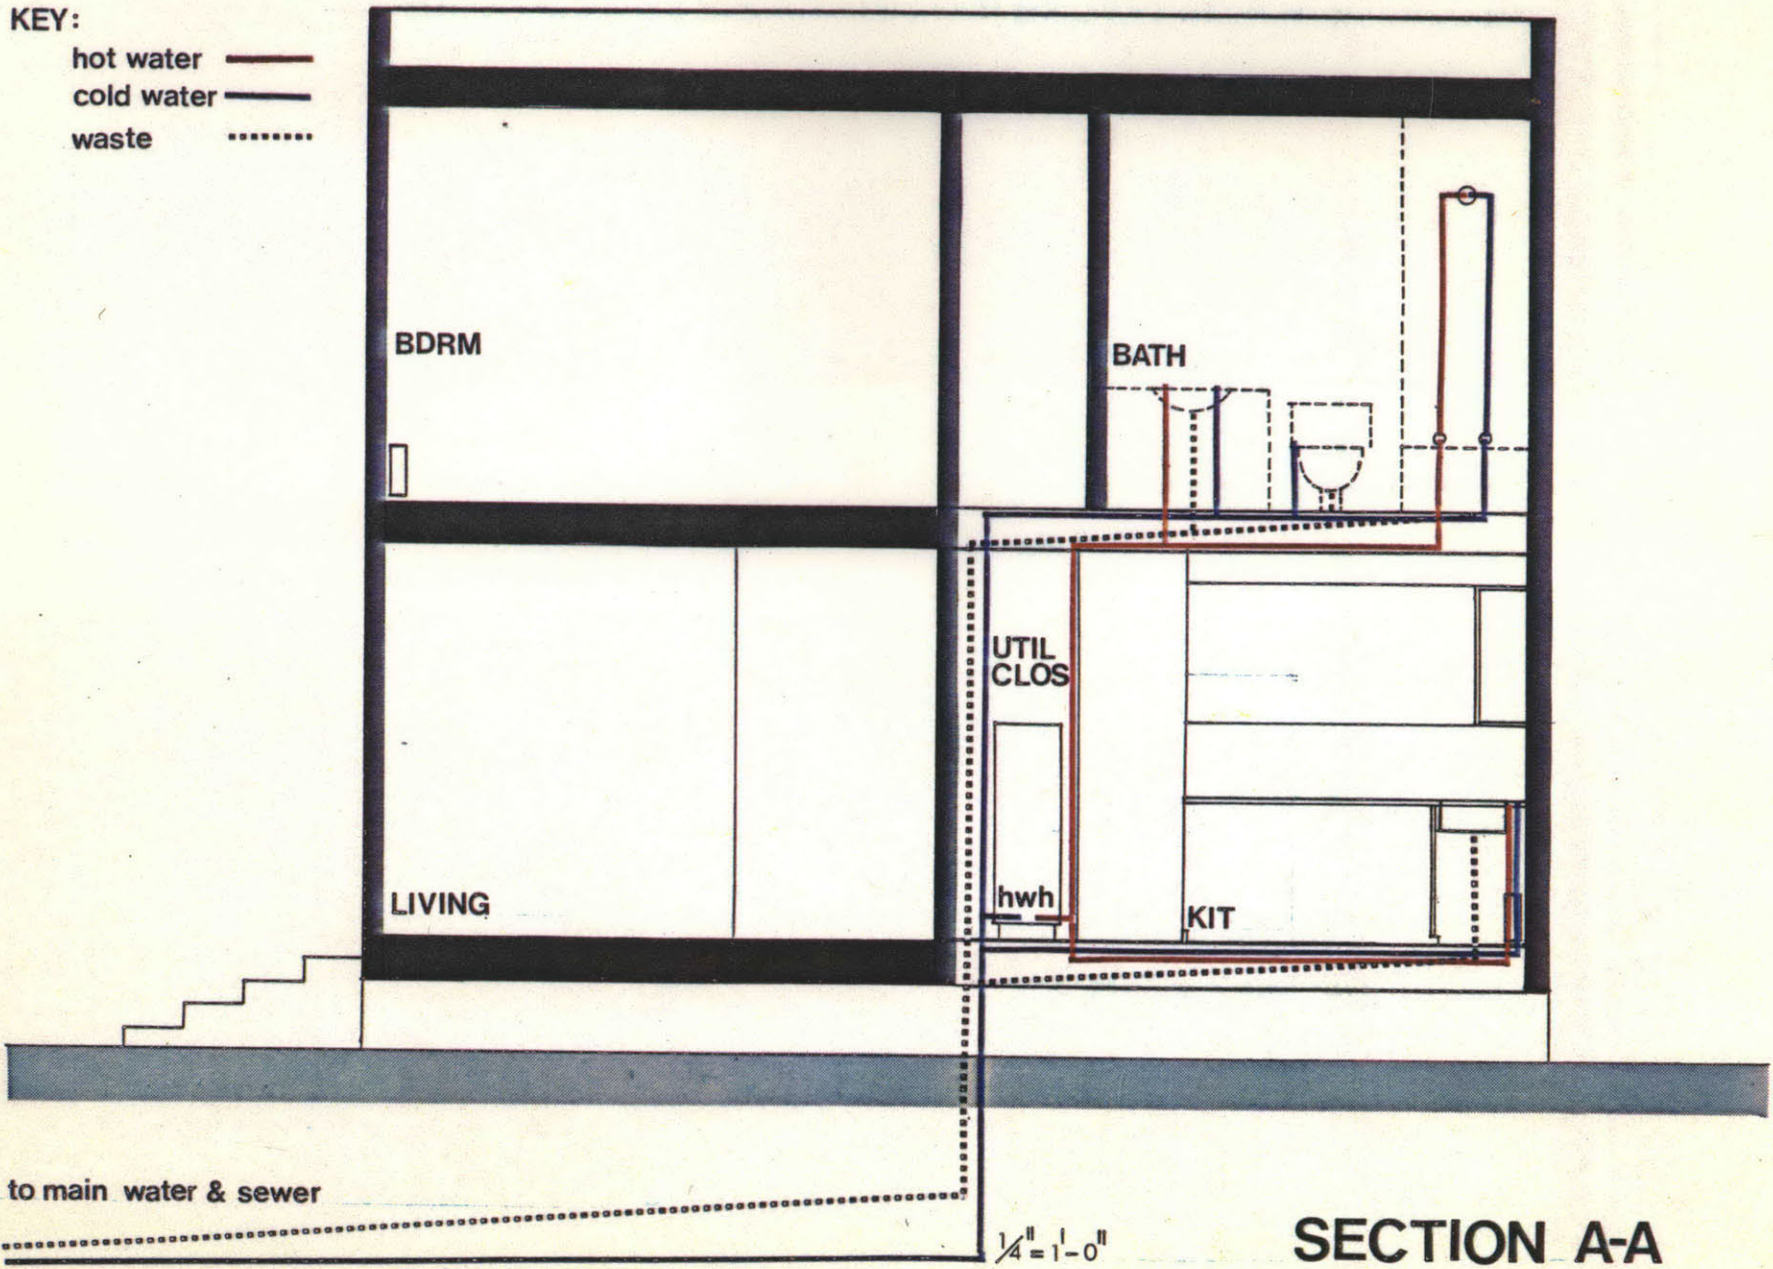 KEY:
hot water
cold water
waste
BDRM
BATH
UTIL
CLOS
LIVING
hwh
KIT
to main water & sewer
1/4" = 1'-0"
SECTION A-A